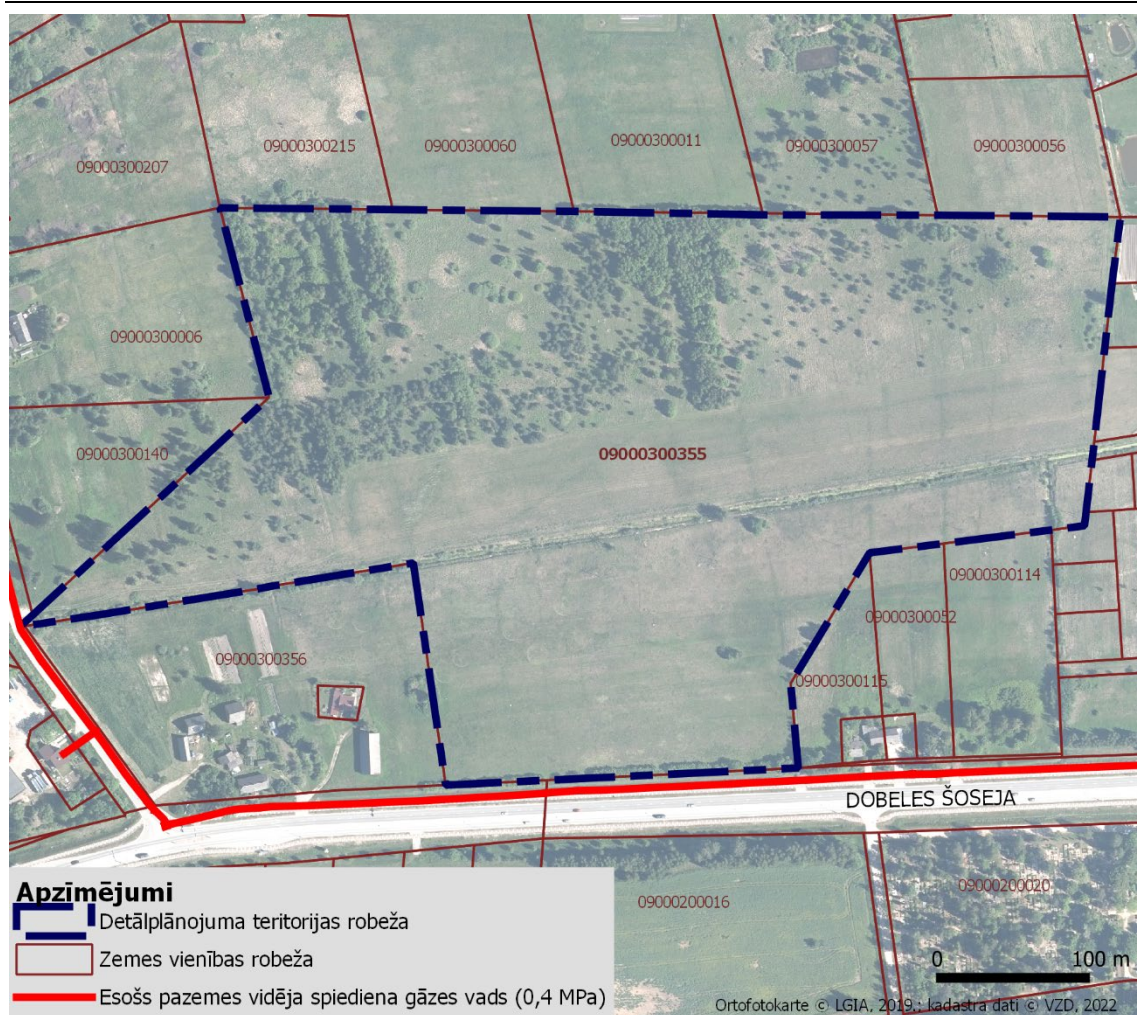 09000300207
09000300215
09000300060
09000300011
09000300057
09000300056
09000300006
09000300140
09000300355
09000300114
09000300052
09000300356
09000300115
DOBELES ŠOSEJA
09000200016
09000200020
Apzīmējumi
Detālplānojuma teritorijas robeža
Zemes vienības robeža
Esošs pazemes vidēja spiediena gāzes vads (0,4 MPa)
0 100 m
Ortofotokarte © LGIA, 2019.; kadastra dati © VZD, 2022